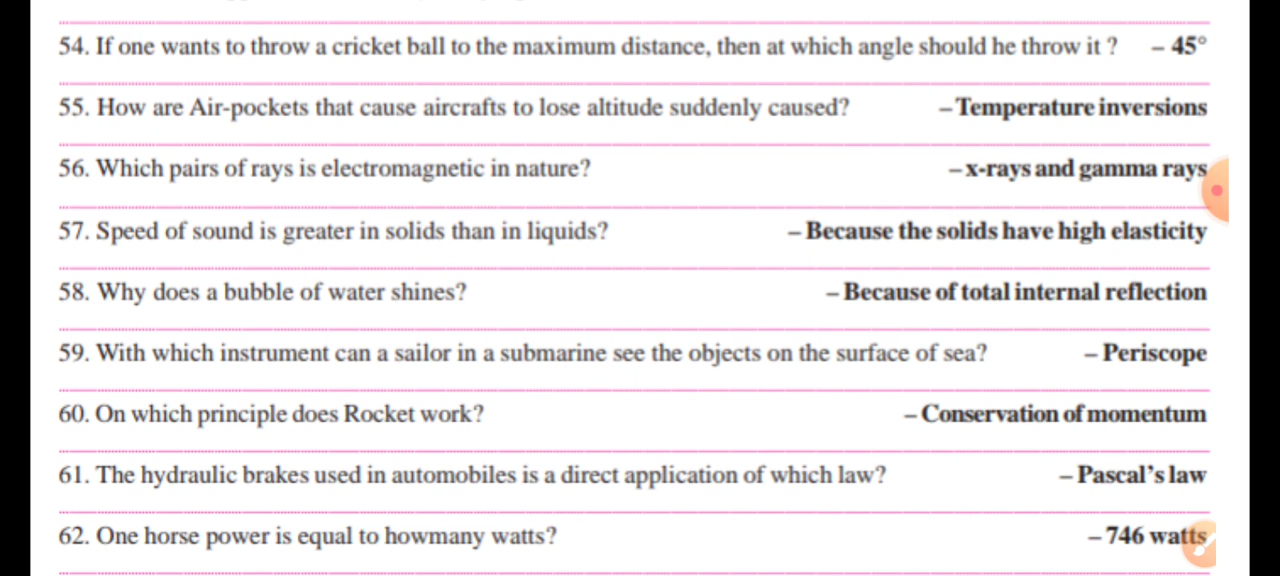 54. If one wants to throw a cricket ball to the maximum distance, then at which angle should he throw it ? – 45°
55. How are Air-pockets that cause aircrafts to lose altitude suddenly caused? – Temperature inversions
56. Which pairs of rays is electromagnetic in nature? – x-rays and gamma rays
57. Speed of sound is greater in solids than in liquids? – Because the solids have high elasticity
58. Why does a bubble of water shines? – Because of total internal reflection
59. With which instrument can a sailor in a submarine see the objects on the surface of sea? – Periscope
60. On which principle does Rocket work? – Conservation of momentum
61. The hydraulic brakes used in automobiles is a direct application of which law? – Pascal's law
62. One horse power is equal to howmany watts? – 746 watts